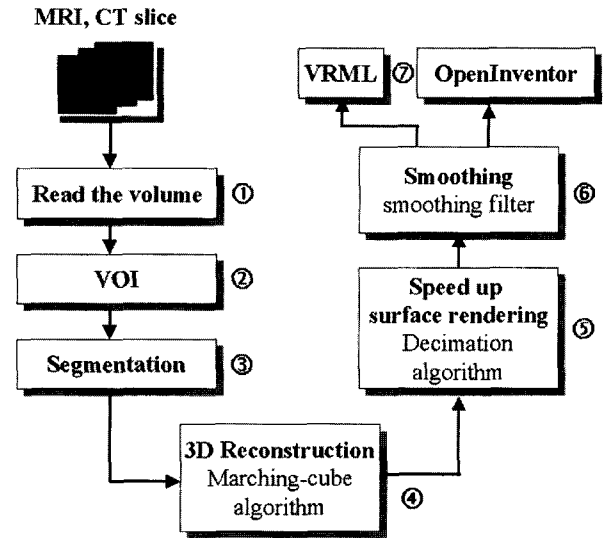 MRI, CT slice
Read the volume ①
VOI ②
Segmentation ③
3D Reconstruction
Marching-cube
algorithm
④
Speed up
surface rendering
Decimation
algorithm
⑤
Smoothing
smoothing filter
⑥
VRML ⑦ OpenInventor